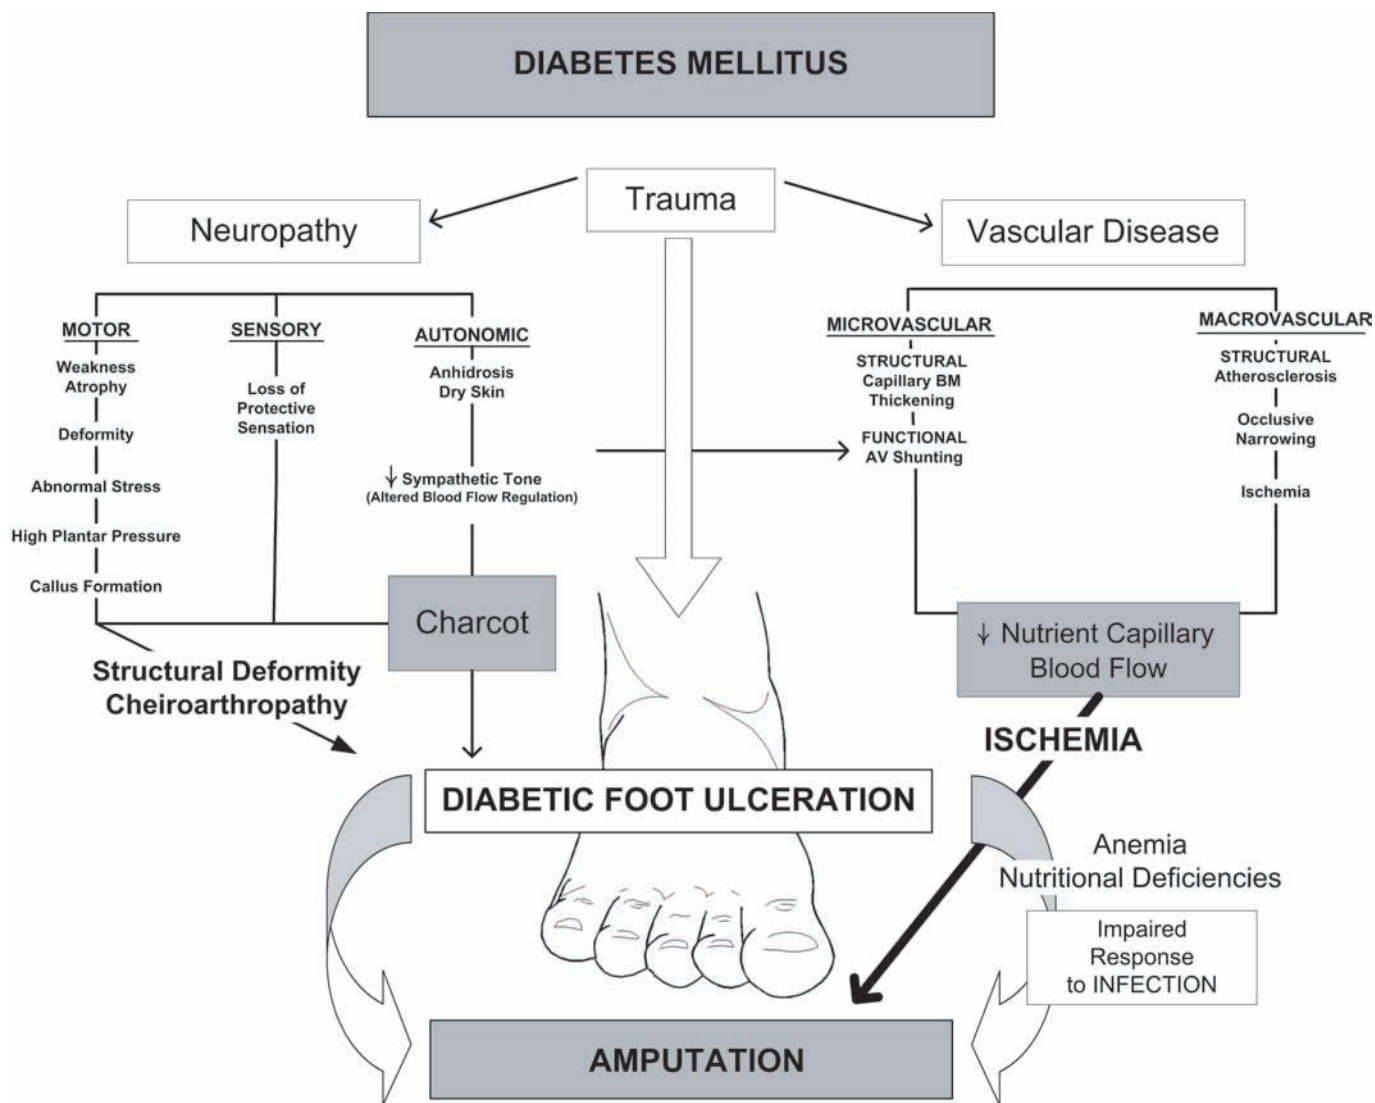 DIABETES MELLITUS
Trauma
Neuropathy
Vascular Disease
MOTOR
Weakness
Atrophy
Deformity
Abnormal Stress
High Plantar Pressure
Callus Formation
SENSORY
Loss of
Protective
Sensation
AUTONOMIC
Anhidrosis
Dry Skin
↓ Sympathetic Tone
(Altered Blood Flow Regulation)
MICROVASCULAR
STRUCTURAL
Capillary BM
Thickening
FUNCTIONAL
AV Shunting
MACROVASCULAR
STRUCTURAL
Atherosclerosis
Occlusive
Narrowing
Ischemia
Charcot
↓ Nutrient Capillary
Blood Flow
Structural Deformity
Cheiroarthropathy
ISCHEMIA
DIABETIC FOOT ULCERATION
Anemia
Nutritional Deficiencies
Impaired
Response
to INFECTION
AMPUTATION